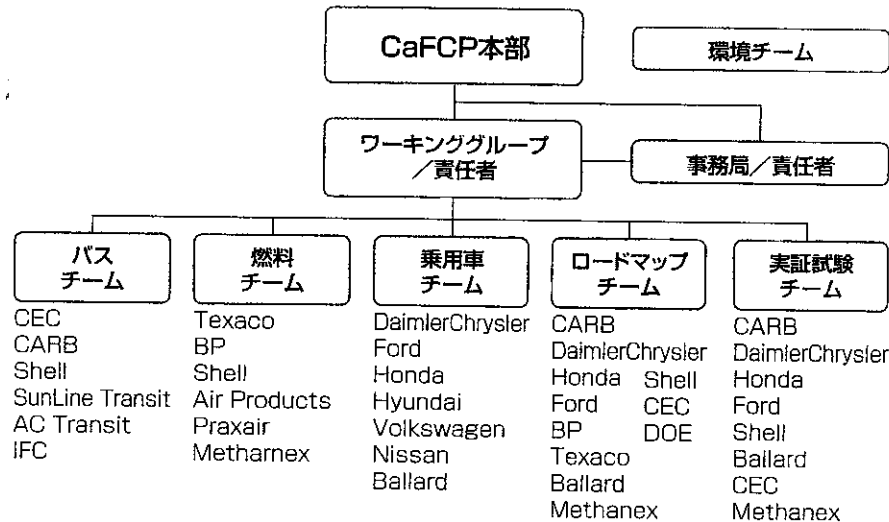 CaFCP本部
環境チーム
ワーキンググループ
／責任者
事務局／責任者
バス
チーム
CEC
CARB
Shell
SunLine Transit
AC Transit
IFC
燃料
チーム
Texaco
BP
Shell
Air Products
Praxair
Metharnex
乗用車
チーム
DaimlerChrysler
Ford
Honda
Hyundai
Volkswagen
Nissan
Ballard
ロードマップ
チーム
CARB
DaimlerChrysler
Honda Shell
Ford CEC
BP DOE
Texaco
Ballard
Methanex
実証試験
チーム
CARB
DaimlerChrysler
Honda
Ford
Shell
Ballard
CEC
Methanex